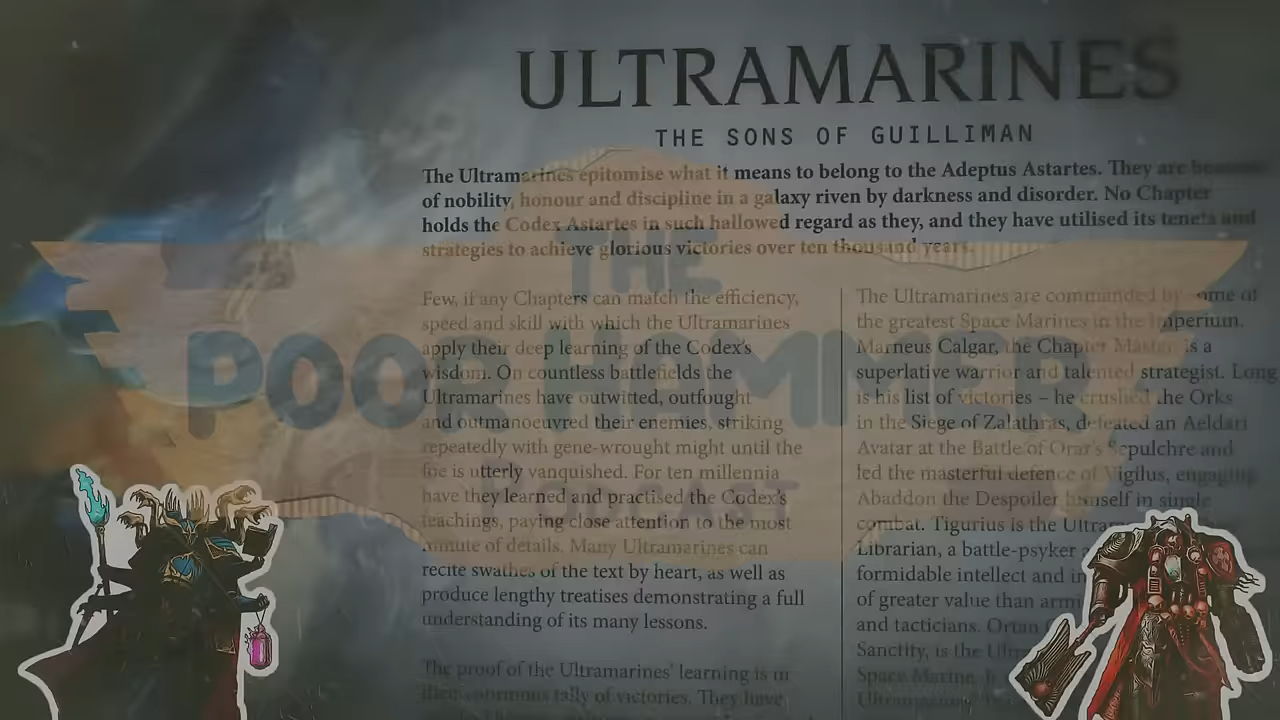 ULTRAMARINES
THE SONS OF GUILLIMAN
The Ultramarines epitomise what it means to belong to the Adeptus Astartes. They are
of nobility, honour and discipline in a galaxy riven by darkness and disorder. No Chapter
holds the Codex Astartes in such hallowed regard as they, and they have utilised its tenets and
strategies to achieve glorious victories over ten thousand years.
THE
POORHAMMER
PODCAST
Few, if any Chapters can match the efficiency,
speed and skill with which the Ultramarines
apply their deep learning of the Codex's
wisdom. On countless battlefields the
Ultramarines have outwitted, outfought
and outmanoeuvred their enemies, striking
repeatedly with gene-wrought might until the
foe is utterly vanquished. For ten millennia
have they learned and practised the Codex's
teachings, paying close attention to the most
minute of details. Many Ultramarines can
recite swathes of the text by heart, as well as
produce lengthy treatises demonstrating a full
understanding of its many lessons.
The proof of the Ultramarines' learning is in
their enormous tally of victories. They have
The Ultramarines are commanded by some of
the greatest Space Marines in the Imperium.
Marneus Calgar, the Chapter Master, is a
superlative warrior and talented strategist. Long
is his list of victories – he crushed the Orks
in the Siege of Zalathras, defeated an Aeldari
Avatar at the Battle of Orar's Sepulchre and
led the masterful defence of Vigilus, engaging
Abaddon the Despoiler himself in single
combat. Tigurius is the
Librarian, a battle-psyker
formidable intellect and
of greater value than
and tacticians. Ortan
Sanctity, is the
Space Marine.